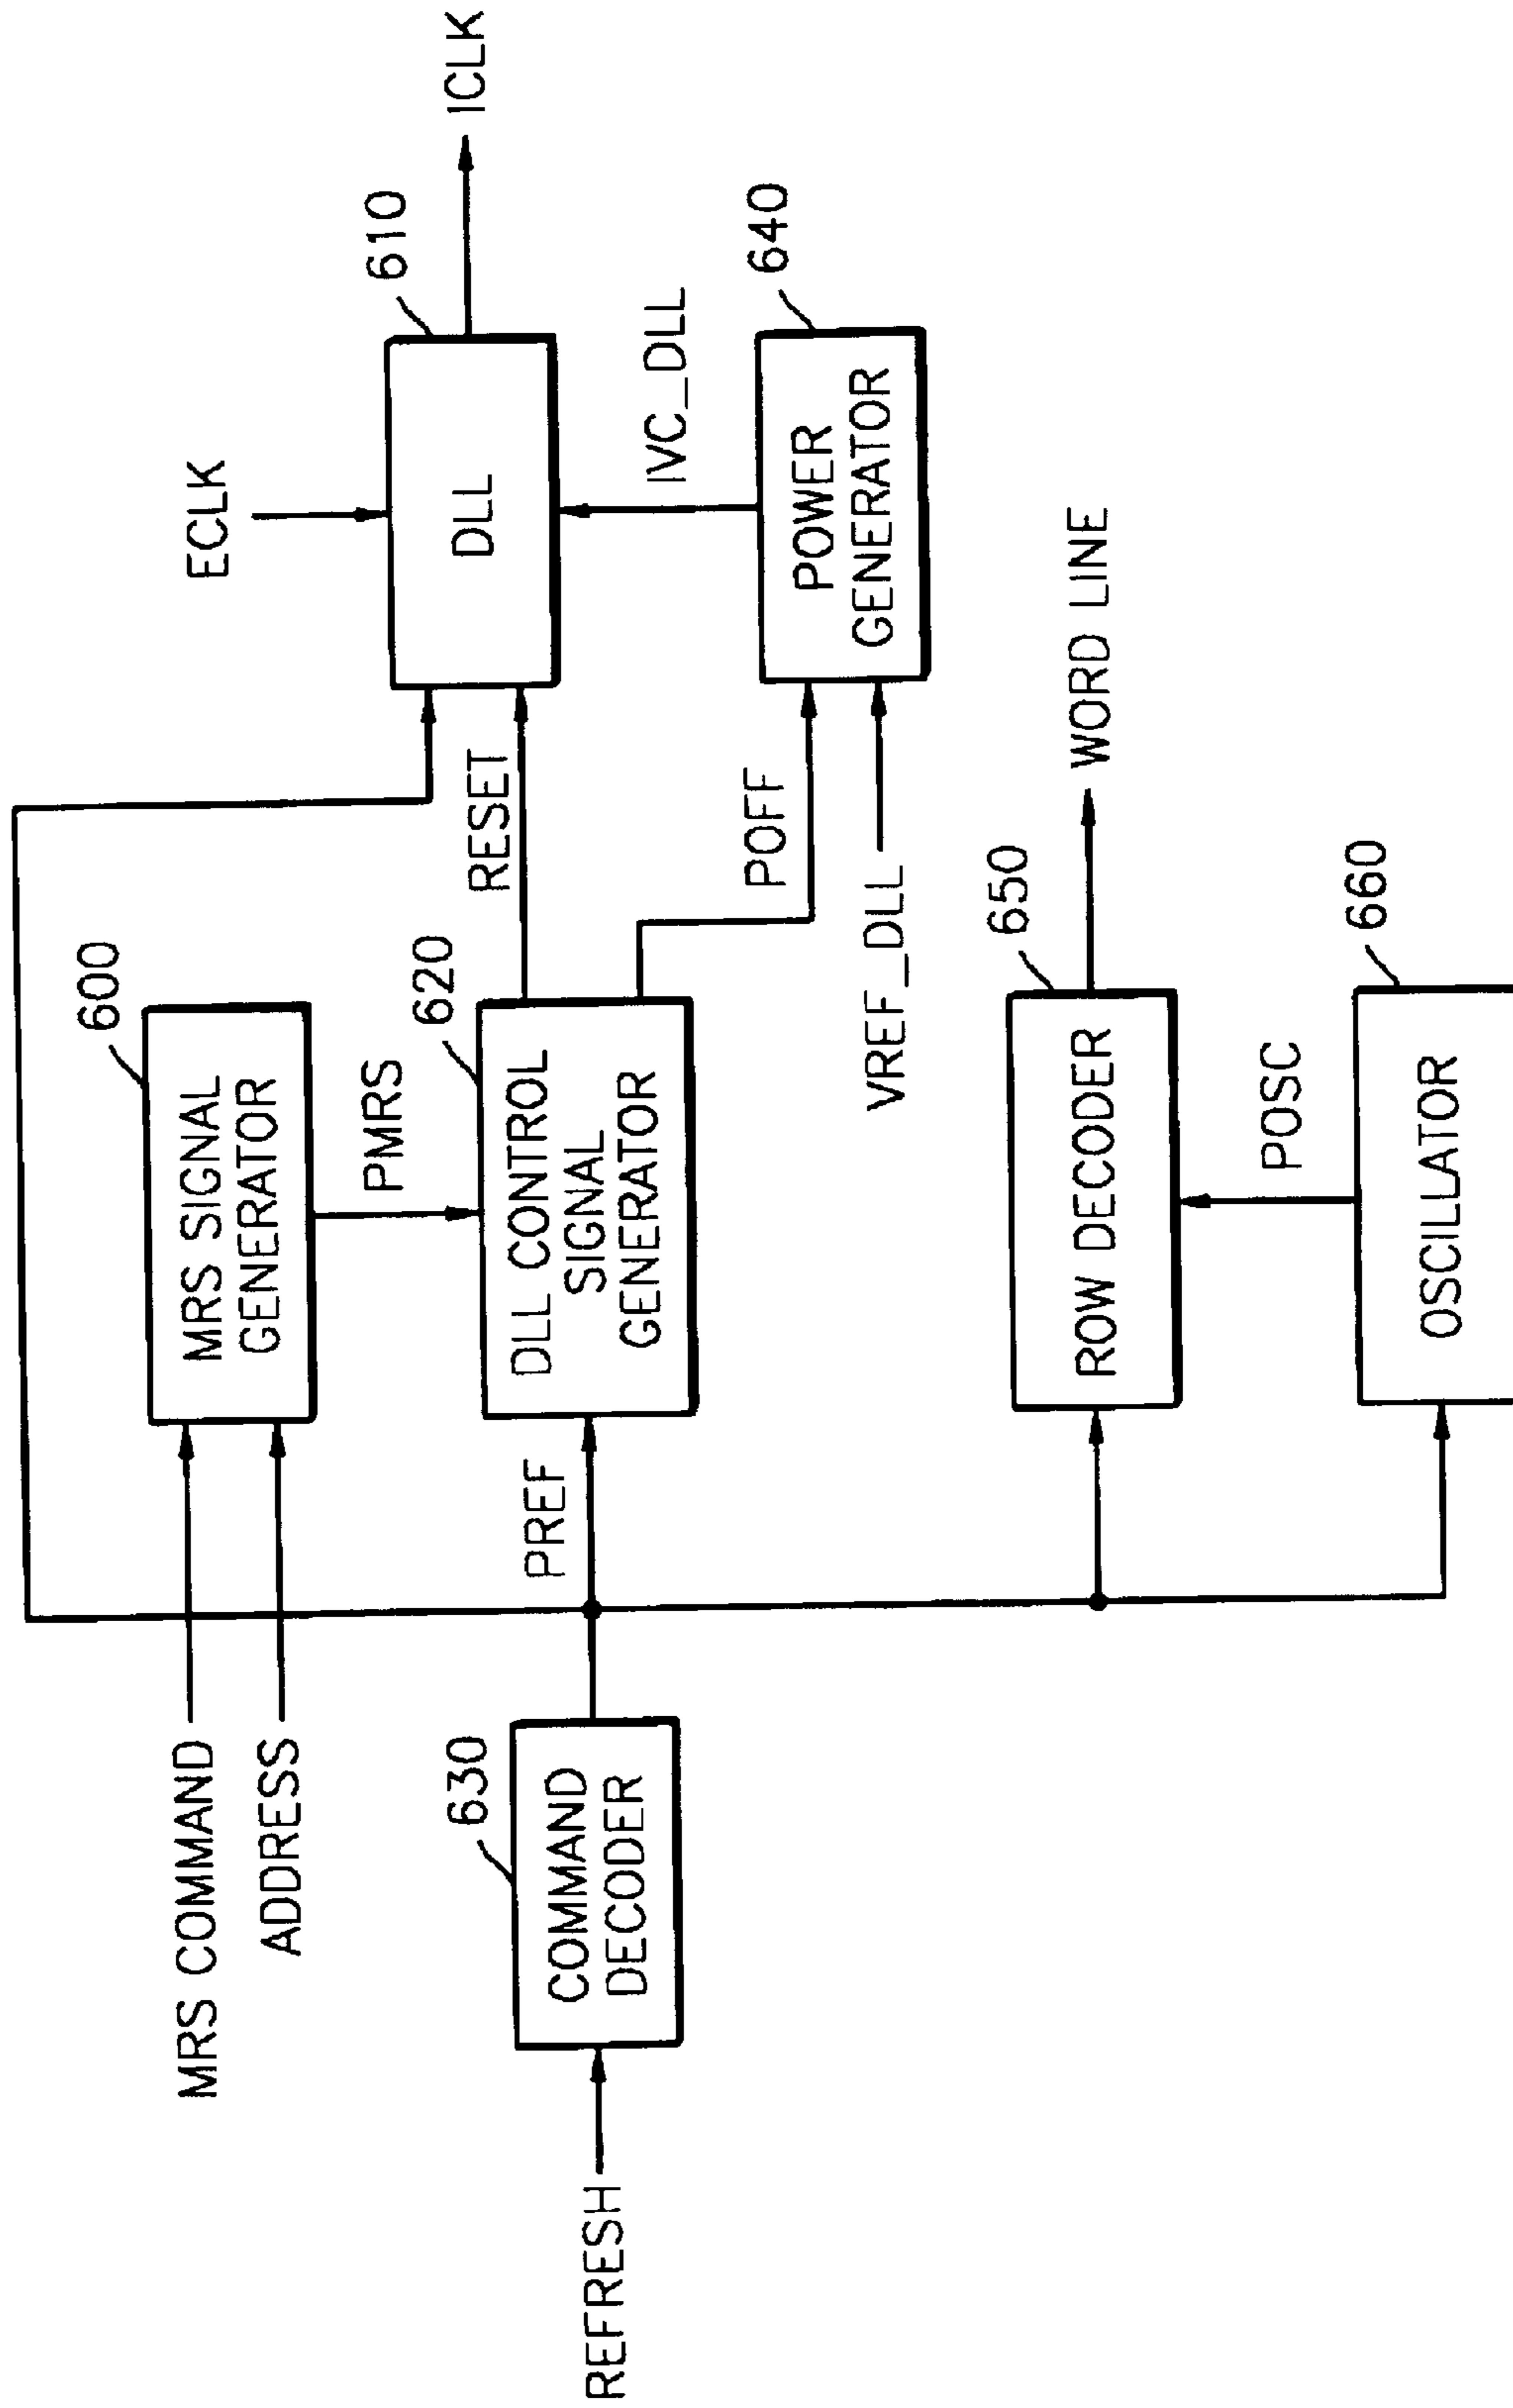 MRS COMMAND
ADDRESS
600
MRS SIGNAL
GENERATOR
PMRS
ECLK
610
DLL
ICLK
RESET
IVC_DLL
REFRESH
630
COMMAND
DECODER
PREF
620
DLL CONTROL
SIGNAL
GENERATOR
POFF
VREF_DLL
640
POWER
GENERATOR
650
ROW DECODER
WORD LINE
POSC
660
OSCILLATOR